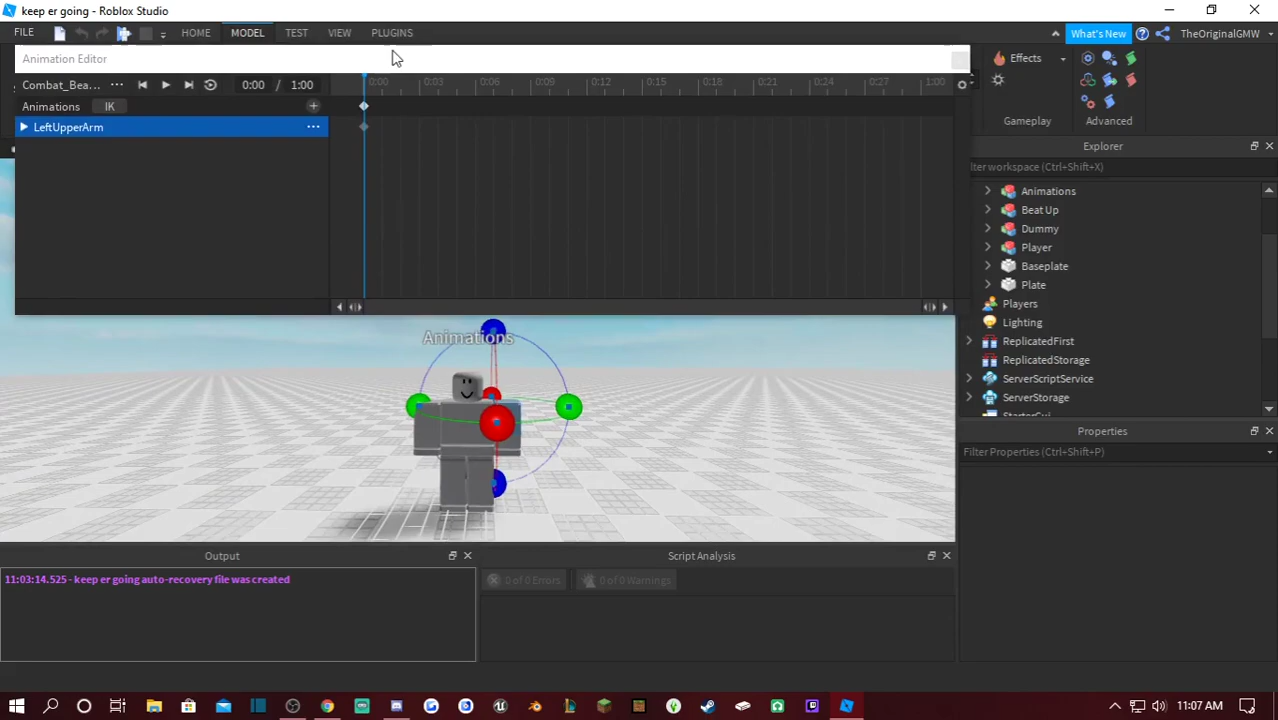 keep er going - Roblox Studio
FILE HOME MODEL TEST VIEW PLUGINS What's New TheOriginalGMW
Animation Editor
Effects
Combat_Bea... 0:00 / 1:00 0:00 0:03 0:06 0:09 0:12 0:15 0:18 0:21 0:24 0:27 1:00
Animations IK
Gameplay Advanced
LeftUpperArm
Explorer
lter workspace (Ctrl+Shift+X)
Animations
Beat Up
Dummy
Player
Baseplate
Plate
Players
Lighting
ReplicatedFirst
ReplicatedStorage
ServerScriptService
ServerStorage
StarterGui
Animations
Properties
Filter Properties (Ctrl+Shift+P)
Output
Script Analysis
11:03:14.525 - keep er going auto-recovery file was created
0 of 0 Errors 0 of 0 Warnings
11:07 AM